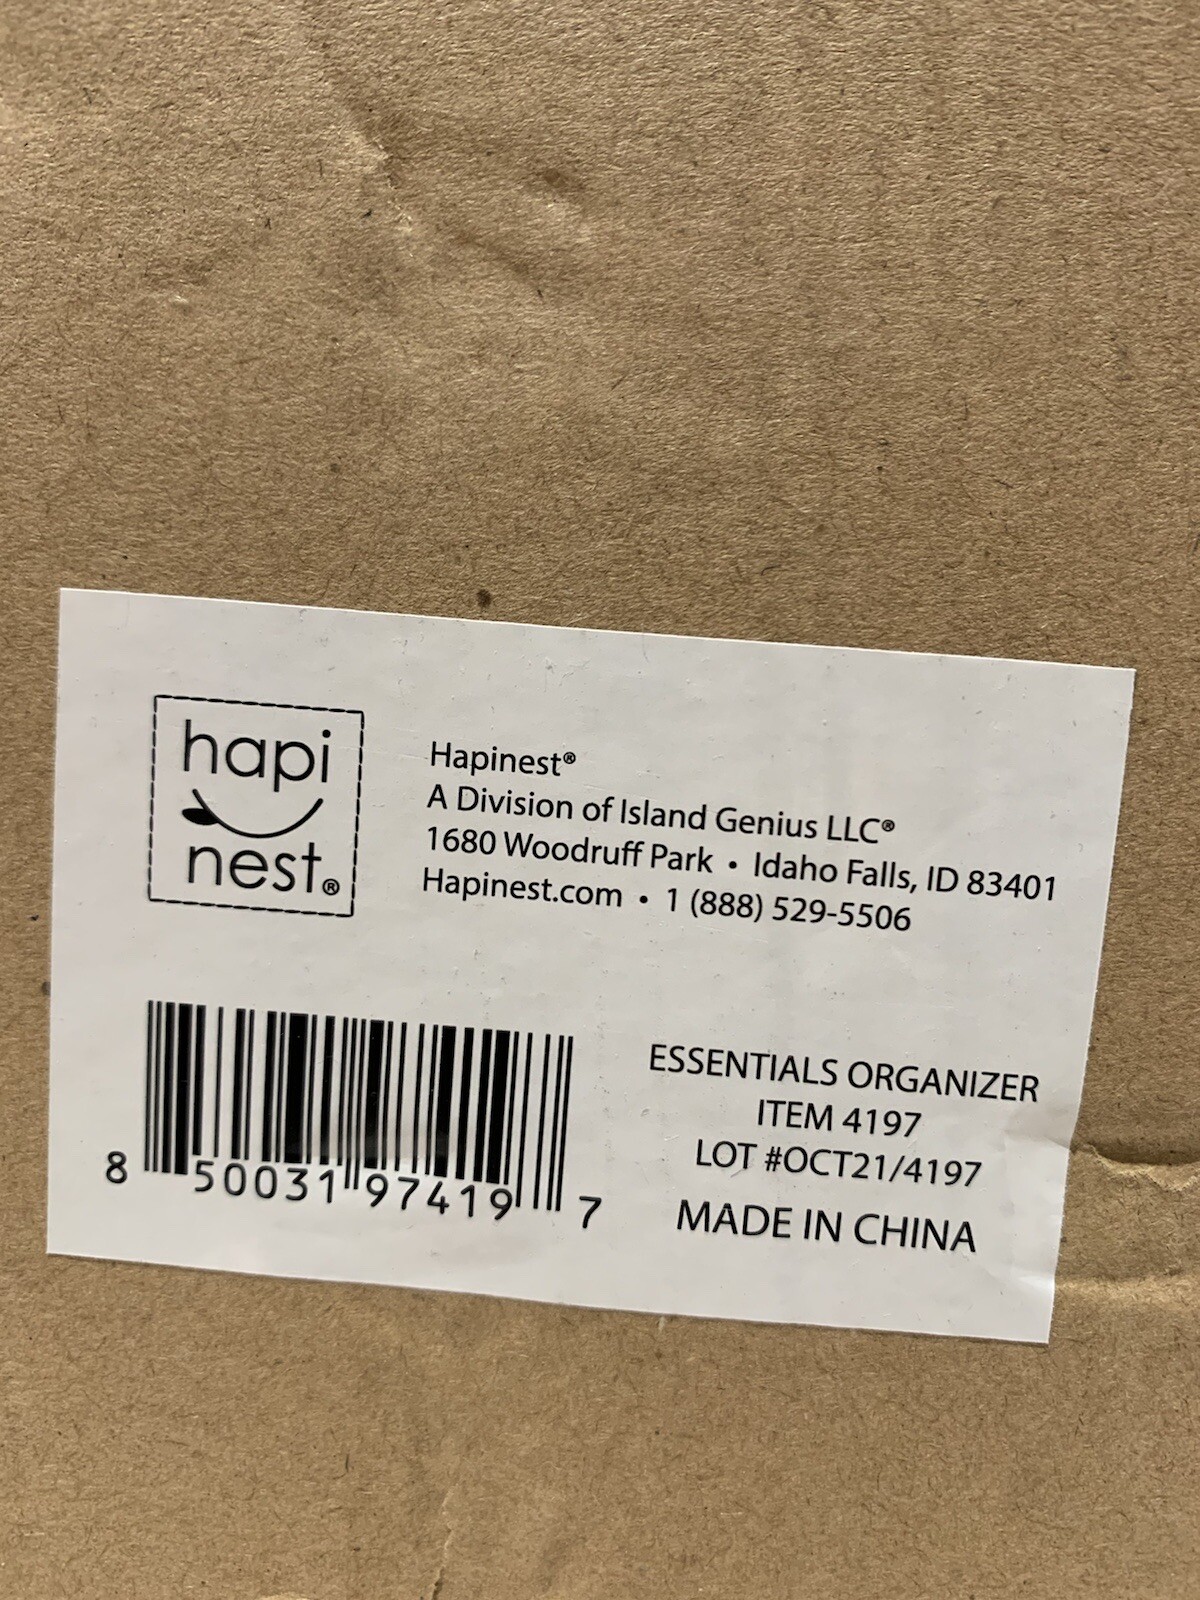 hapi
nest®
Hapinest®
A Division of Island Genius LLC®
1680 Woodruff Park • Idaho Falls, ID 83401
Hapinest.com • 1 (888) 529-5506
8 50031 97419 7
ESSENTIALS ORGANIZER
ITEM 4197
LOT #OCT21/4197
MADE IN CHINA